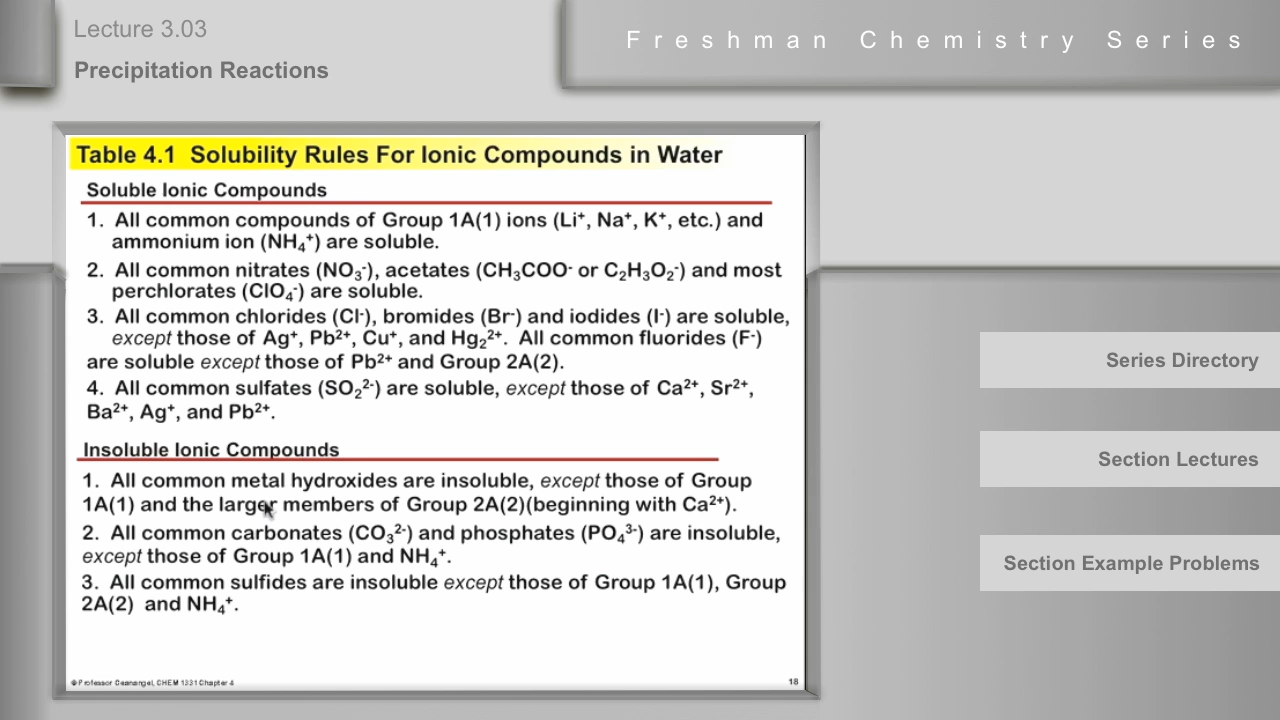 Lecture 3.03
Precipitation Reactions
Freshman Chemistry Series
Table 4.1 Solubility Rules For Ionic Compounds in Water
Soluble Ionic Compounds
1. All common compounds of Group 1A(1) ions (Li⁺, Na⁺, K⁺, etc.) and
ammonium ion (NH₄⁺) are soluble.
2. All common nitrates (NO₃⁻), acetates (CH₃COO⁻ or C₂H₃O₂⁻) and most
perchlorates (ClO₄⁻) are soluble.
3. All common chlorides (Cl⁻), bromides (Br⁻) and iodides (I⁻) are soluble,
except those of Ag⁺, Pb²⁺, Cu⁺, and Hg₂²⁺. All common fluorides (F⁻)
are soluble except those of Pb²⁺ and Group 2A(2).
4. All common sulfates (SO₂²⁻) are soluble, except those of Ca²⁺, Sr²⁺,
Ba²⁺, Ag⁺, and Pb²⁺.
Insoluble Ionic Compounds
1. All common metal hydroxides are insoluble, except those of Group
1A(1) and the larger members of Group 2A(2)(beginning with Ca²⁺).
2. All common carbonates (CO₃²⁻) and phosphates (PO₄³⁻) are insoluble,
except those of Group 1A(1) and NH₄⁺.
3. All common sulfides are insoluble except those of Group 1A(1), Group
2A(2) and NH₄⁺.
© Professor Geanangel, CHEM 1331 Chapter 4
18
Series Directory
Section Lectures
Section Example Problems